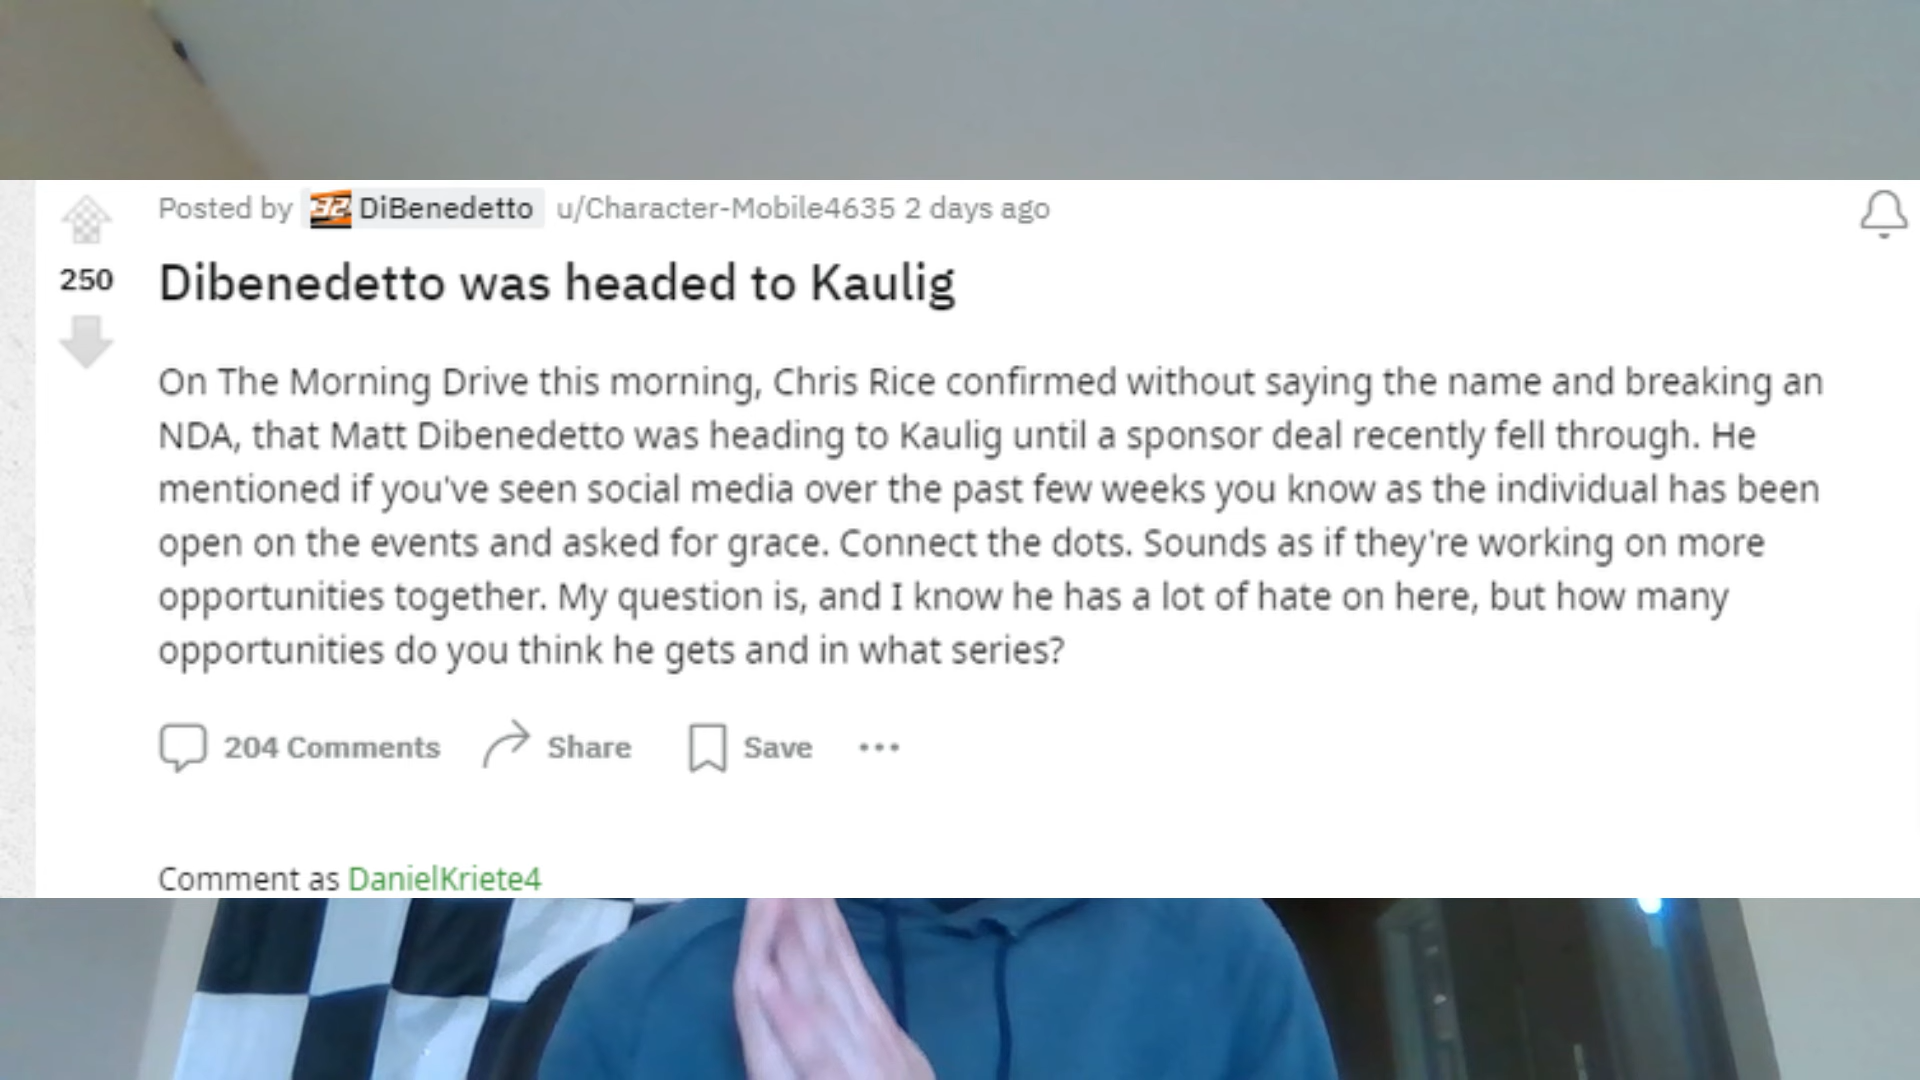 Posted by 32 DiBenedetto u/Character-Mobile4635 2 days ago
250
Dibenedetto was headed to Kaulig
On The Morning Drive this morning, Chris Rice confirmed without saying the name and breaking an
NDA, that Matt Dibenedetto was heading to Kaulig until a sponsor deal recently fell through. He
mentioned if you've seen social media over the past few weeks you know as the individual has been
open on the events and asked for grace. Connect the dots. Sounds as if they're working on more
opportunities together. My question is, and I know he has a lot of hate on here, but how many
opportunities do you think he gets and in what series?
204 Comments Share Save
Comment as DanielKriete4